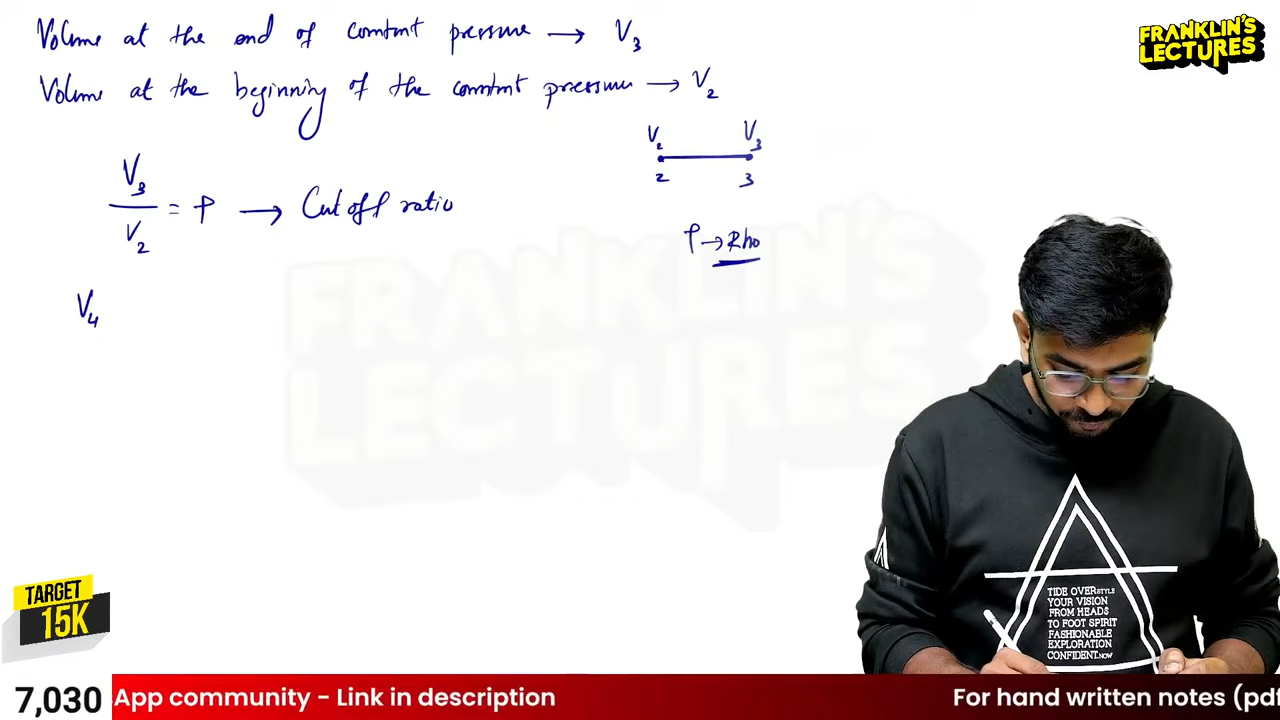 Volume at the end of constant pressure → V3
FRANKLIN'S
LECTURES
Volume at the beginning of the constant pressure → V2
V2 V3
2 3
V3
V2 = ρ → Cut off ratio
ρ → Rho
V4
FRANKLIN'S
LECTURES
TIDE OVER STYLE
YOUR VISION
FROM HEADS
TO FOOT SPIRIT
FASHIONABLE
EXPLORATION
CONFIDENT.NOW
TARGET
15K
7,030 App community - Link in description For hand written notes (pdf